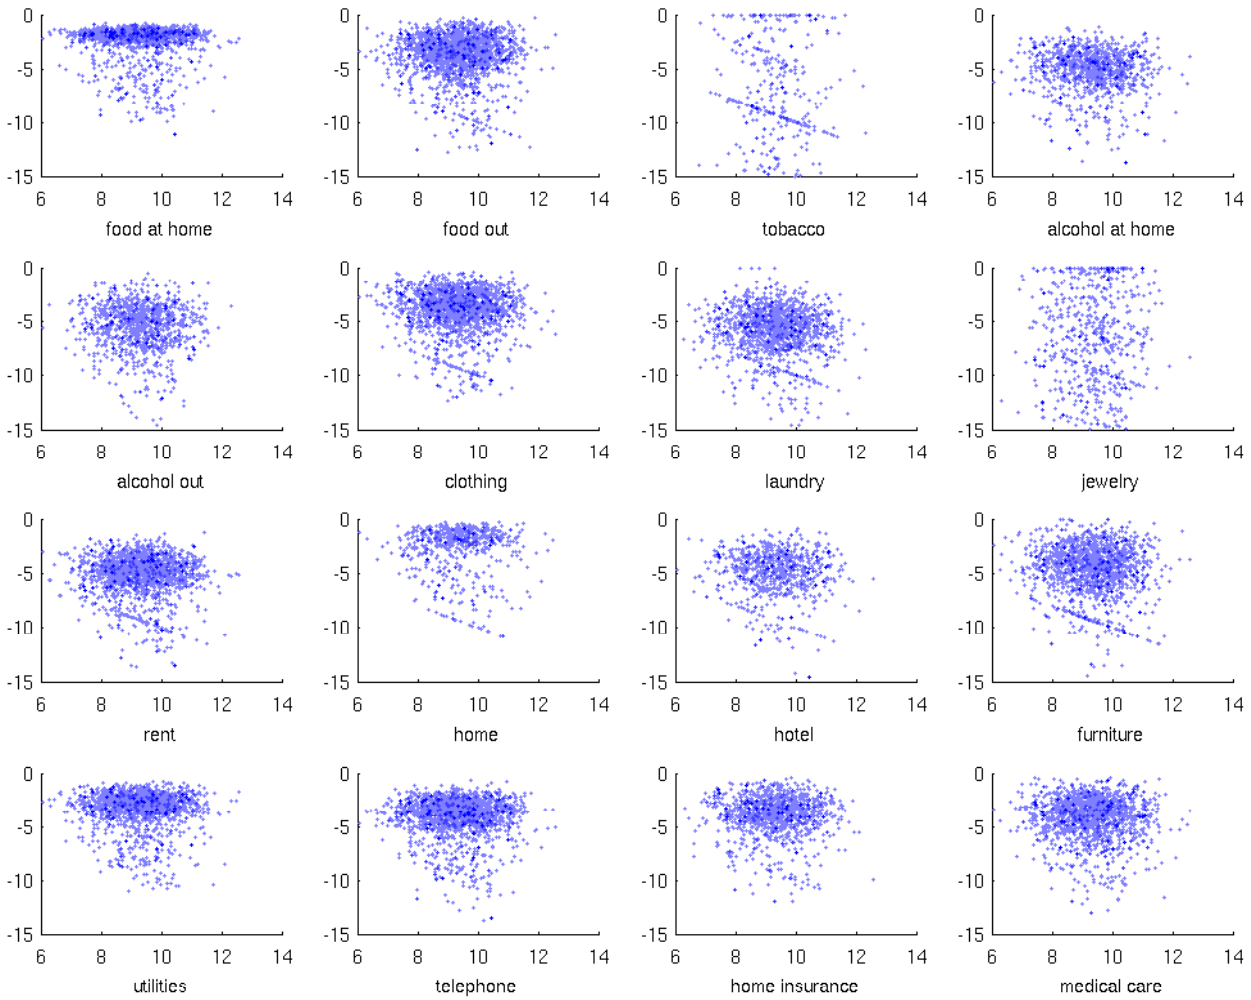 0 0 0 0
-5 -5 -5 -5
-10 -10 -10 -10
-15 -15 -15 -15
6 8 10 12 14 6 8 10 12 14 6 8 10 12 14 6 8 10 12 14
food at home food out tobacco alcohol at home
0 0 0 0
-5 -5 -5 -5
-10 -10 -10 -10
-15 -15 -15 -15
6 8 10 12 14 6 8 10 12 14 6 8 10 12 14 6 8 10 12 14
alcohol out clothing laundry jewelry
0 0 0 0
-5 -5 -5 -5
-10 -10 -10 -10
-15 -15 -15 -15
6 8 10 12 14 6 8 10 12 14 6 8 10 12 14 6 8 10 12 14
rent home hotel furniture
0 0 0 0
-5 -5 -5 -5
-10 -10 -10 -10
-15 -15 -15 -15
6 8 10 12 14 6 8 10 12 14 6 8 10 12 14 6 8 10 12 14
utilities telephone home insurance medical care